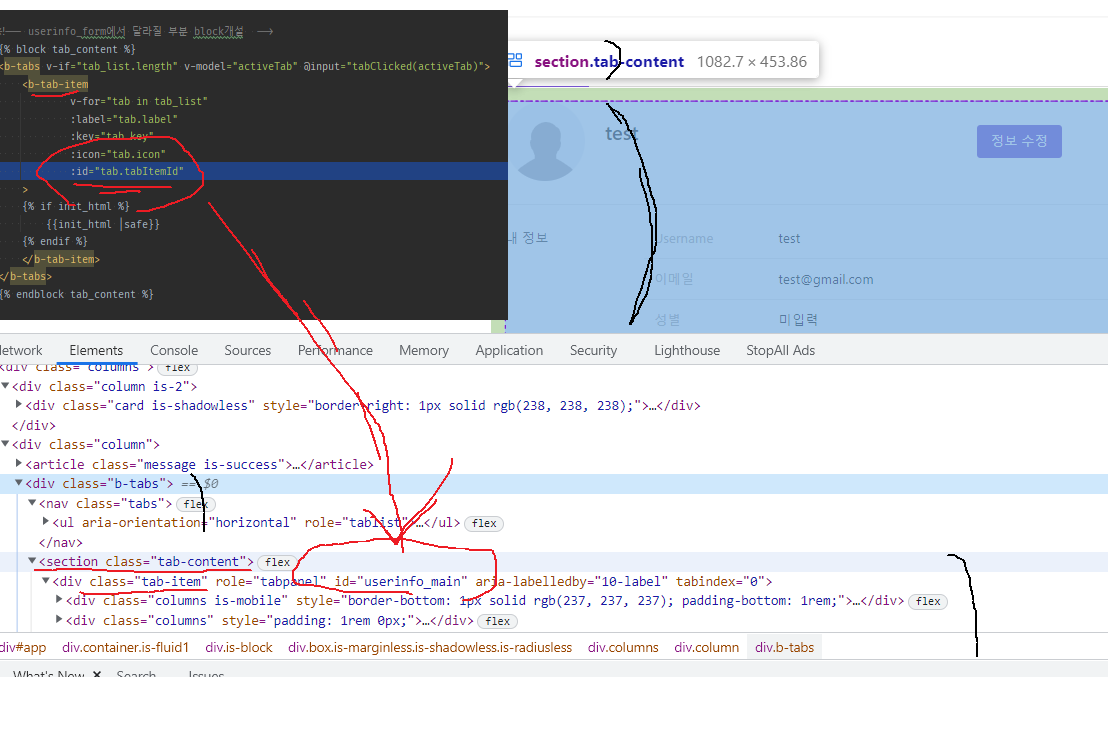 <!-- userinfo_form에서 달라질 부분 block개설 -->
{% block tab_content %}
<b-tabs v-if="tab_list.length" v-model="activeTab" @input="tabClicked(activeTab)">
<b-tab-item
v-for="tab in tab_list"
:label="tab.label"
:key="tab.key"
:icon="tab.icon"
:id="tab.tabItemId"
>
{% if init_html %}
{{init_html |safe}}
{% endif %}
</b-tab-item>
</b-tabs>
{% endblock tab_content %}
section.tab-content 1082.7 × 453.86
test
정보 수정
내 정보
Username test
이메일 test@gmail.com
성별 미입력
Network Elements Console Sources Performance Memory Application Security Lighthouse StopAll Ads
<div class="columns"> flex
<div class="column is-2">
<div class="card is-shadowless" style="border-right: 1px solid rgb(238, 238, 238);">…</div>
</div>
<div class="column">
<article class="message is-success">…</article>
<div class="b-tabs"> == $0
<nav class="tabs"> flex
<ul aria-orientation="horizontal" role="tablist">…</ul> flex
</nav>
<section class="tab-content"> flex
<div class="tab-item" role="tabpanel" id="userinfo_main" aria-labelledby="10-label" tabindex="0">
<div class="columns is-mobile" style="border-bottom: 1px solid rgb(237, 237, 237); padding-bottom: 1rem;">…</div> flex
<div class="columns" style="padding: 1rem 0px;">…</div> flex
div#app div.container.is-fluid1 div.is-block div.box.is-marginless.is-shadowless.is-radiusless div.columns div.column div.b-tabs
What's New × Search Issues